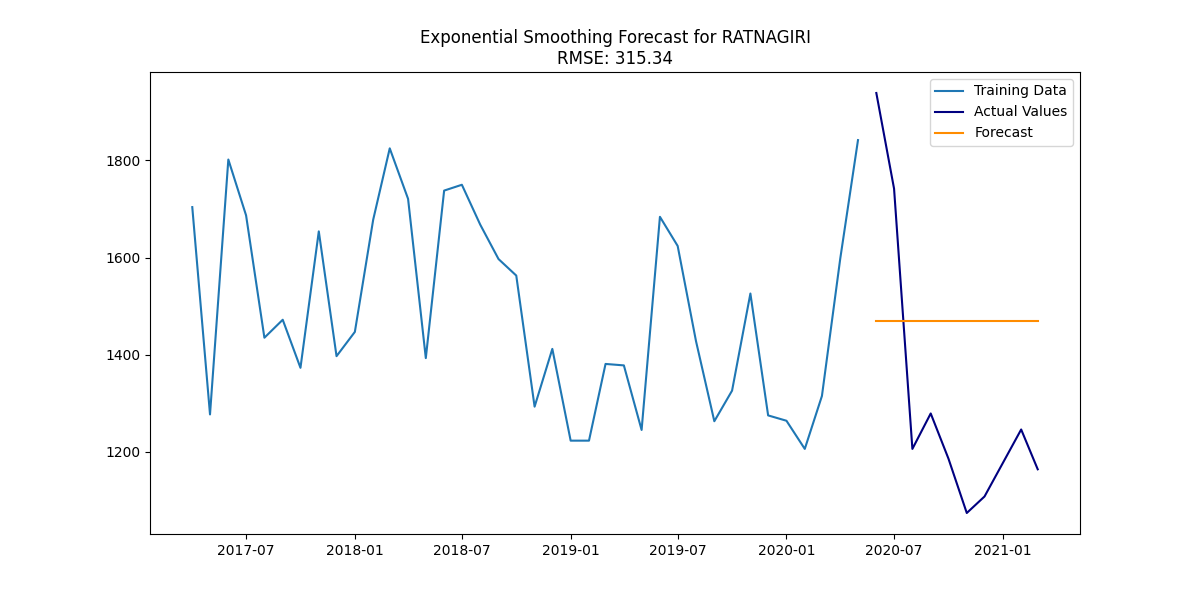 Exponential Smoothing Forecast for RATNAGIRI
RMSE: 315.34
Training Data
Actual Values
Forecast
1800
1600
1400
1200
2017-07
2018-01
2018-07
2019-01
2019-07
2020-01
2020-07
2021-01